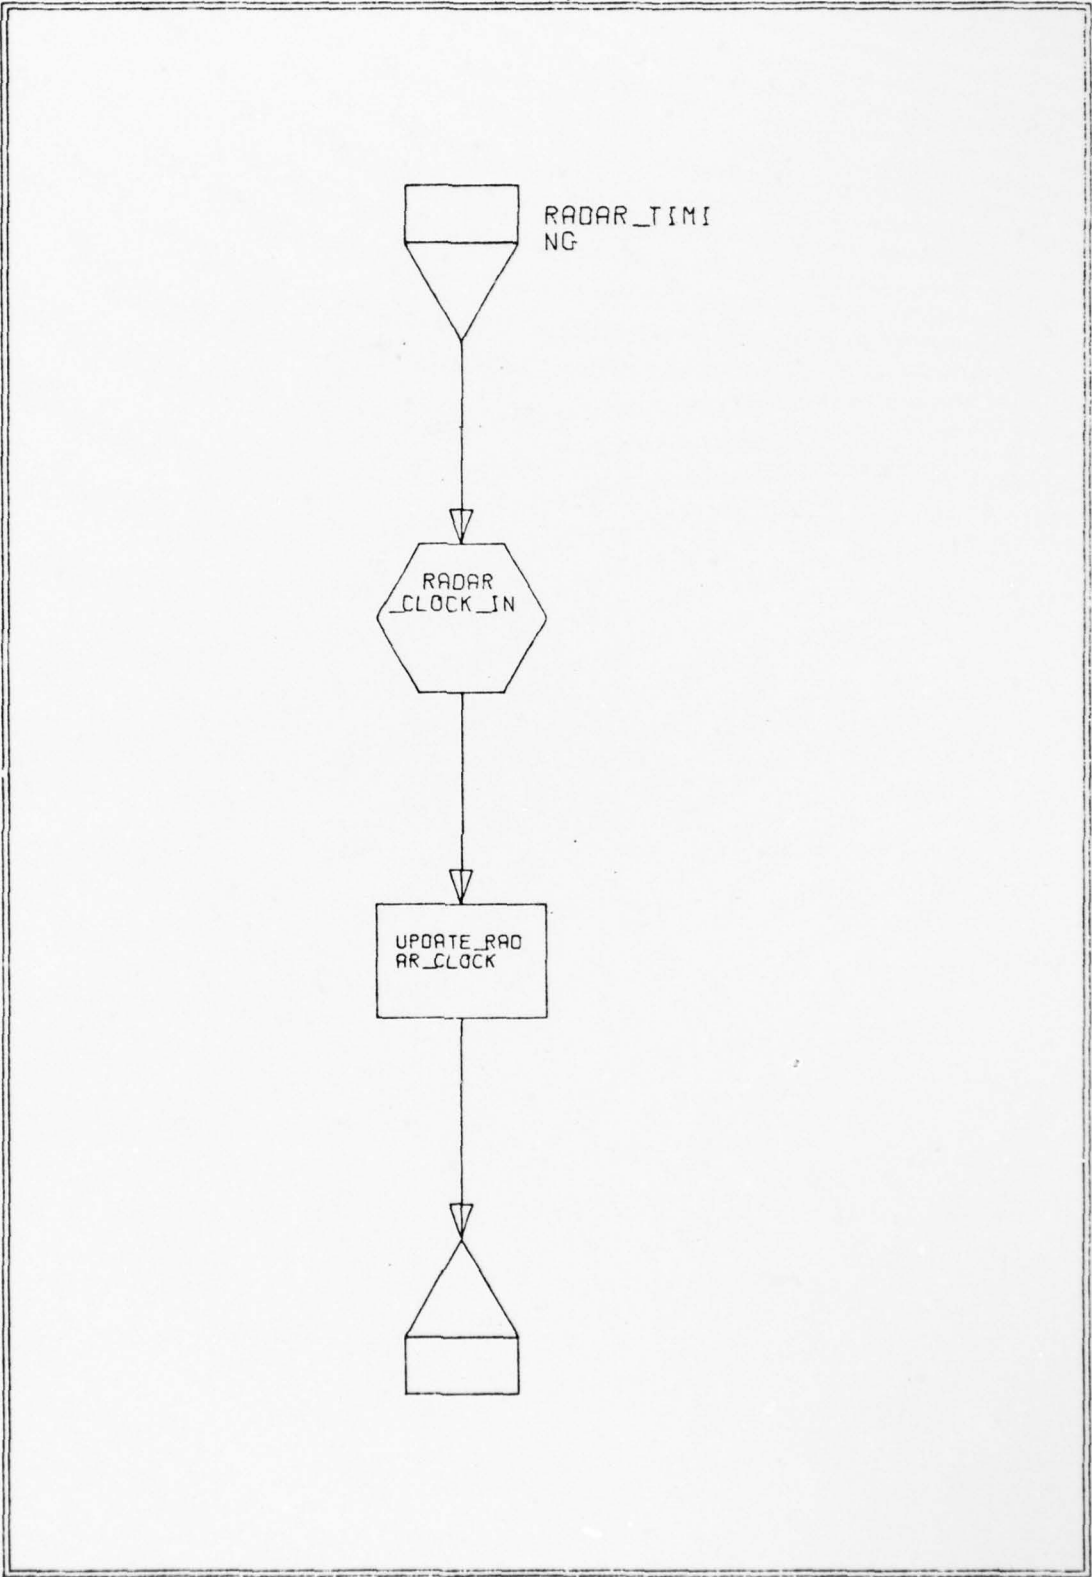 RADAR_TIMI
NG
RADAR
_CLOCK_IN
UPDATE_RAD
AR_CLOCK